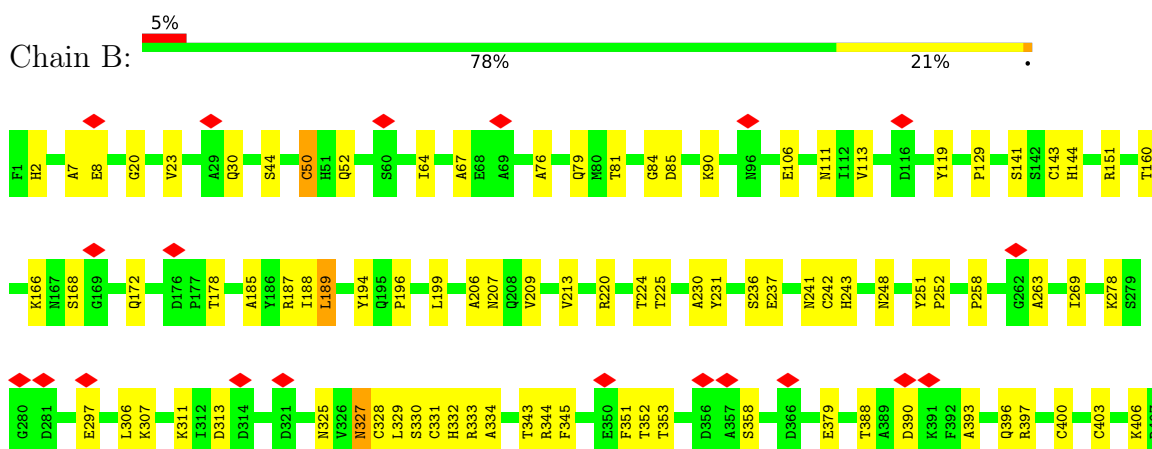 5%
Chain B:
78% 21% •
F1 H2 A7 E8 G20 V23 A29 Q30 S44 C50 H51 Q52 S60 I64 A67 E68 A69 A76 Q79 M80 T81 G84 D85 K90 N96 E106 N111 I112 V113 D116 Y119 P129 S141 S142 C143 H144 R151 T160
K166 N167 S168 G169 Q172 D176 P177 T178 A185 Y186 R187 I188 I189 Y194 Q195 P196 L199 A206 N207 Q208 V209 V213 R220 T224 T225 A230 Y231 S236 E237 N241 C242 H243 N248 Y251 P252 P258 G262 A263 I269 K278 S279
G280 D281 E297 L306 K307 K311 I312 D313 D314 D321 N325 V326 N327 C328 L329 S330 C331 H332 R333 A334 T343 R344 F345 E350 F351 T352 T353 D356 A357 S358 D366 E379 T388 A389 D390 K391 F392 A393 Q396 R397 C400 C403 K406